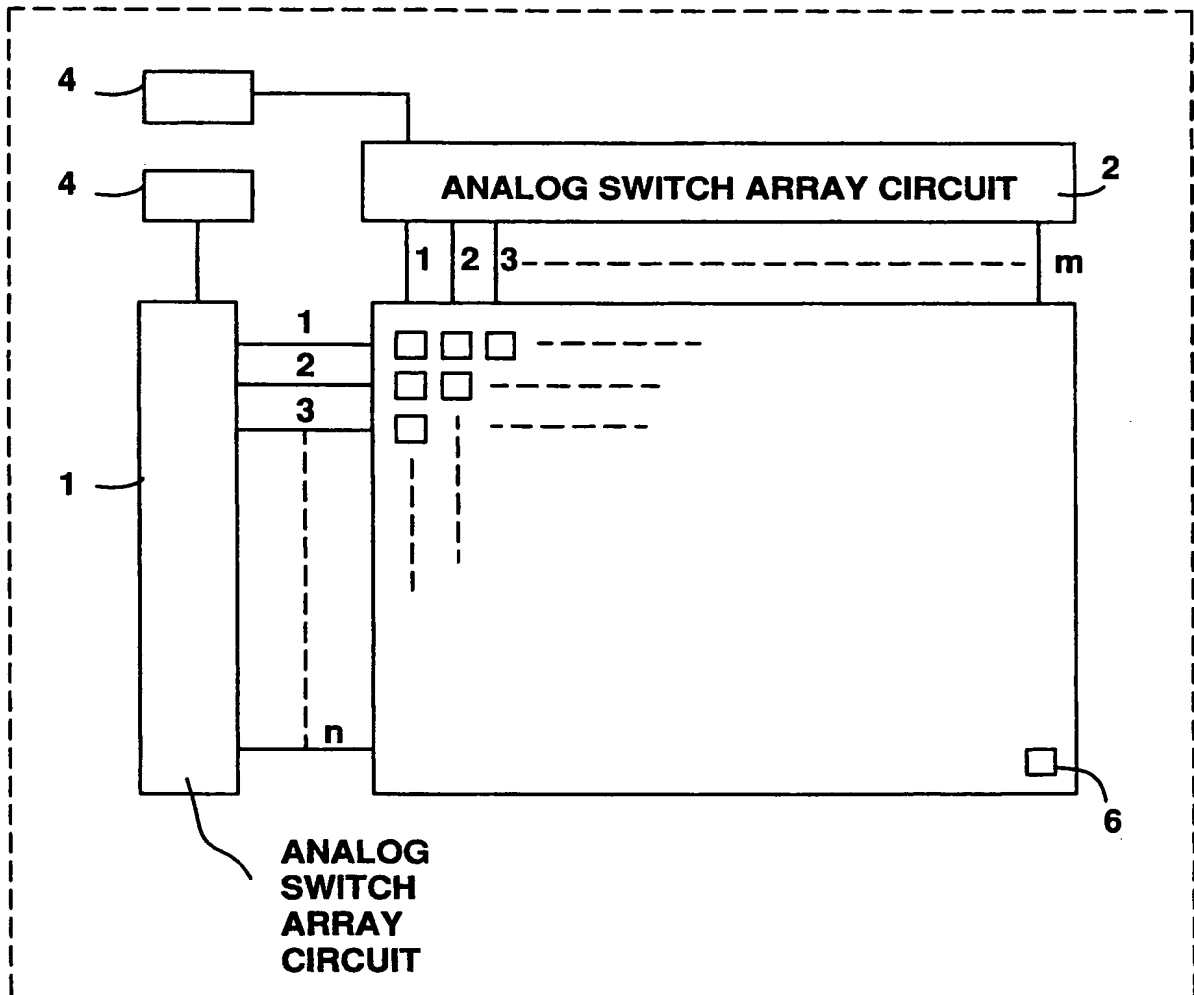 4
4
ANALOG SWITCH ARRAY CIRCUIT
2
1 2 3 m
1
2
3
1
n
6
ANALOG
SWITCH
ARRAY
CIRCUIT